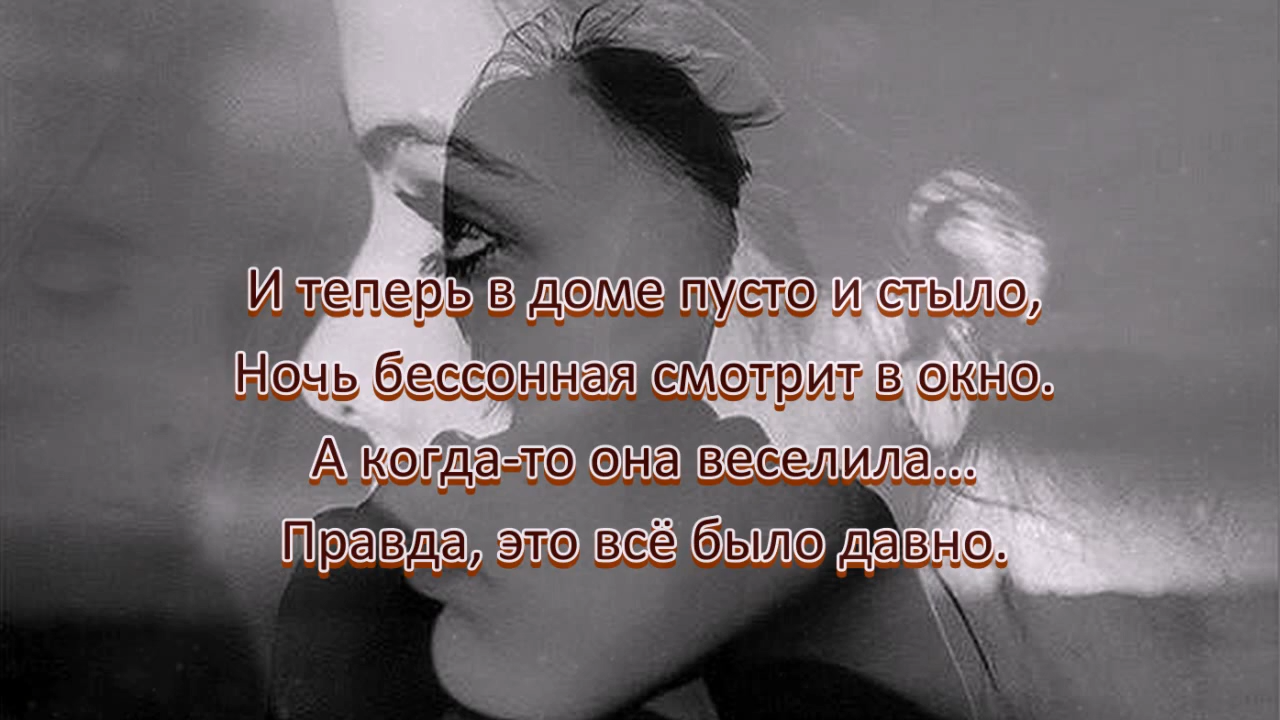 И теперь в доме пусто и стыло,
Ночь бессонная смотрит в окно.
А когда-то она веселила...
Правда, это всё было давно.